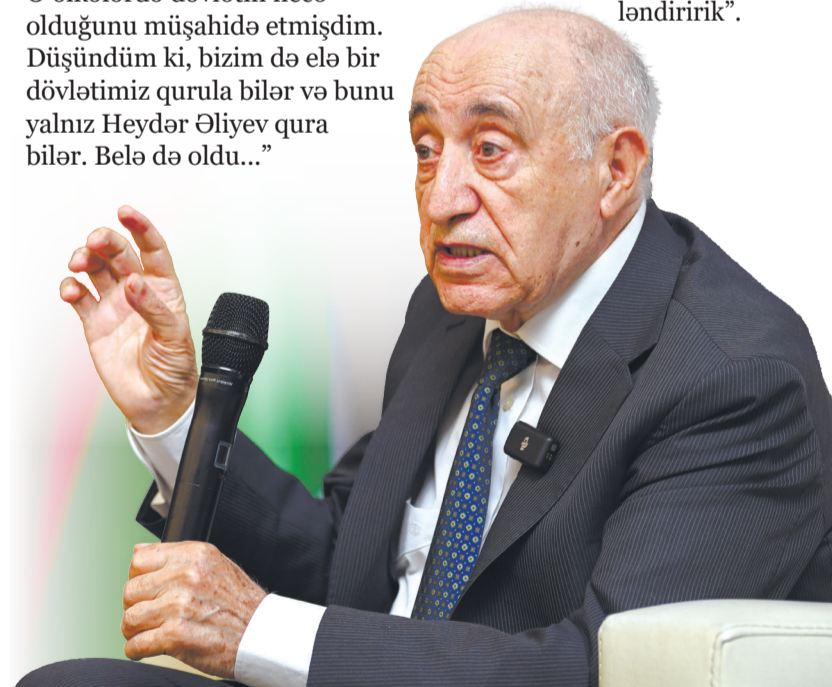 olduğunu müşahidə etmişdim.
Düşündüm ki, bizim də elə bir
dövlətimiz qurula bilər və bunu
yalnız Heydər Əliyev qura
bilər. Belə də oldu...”
ləndiririk”.